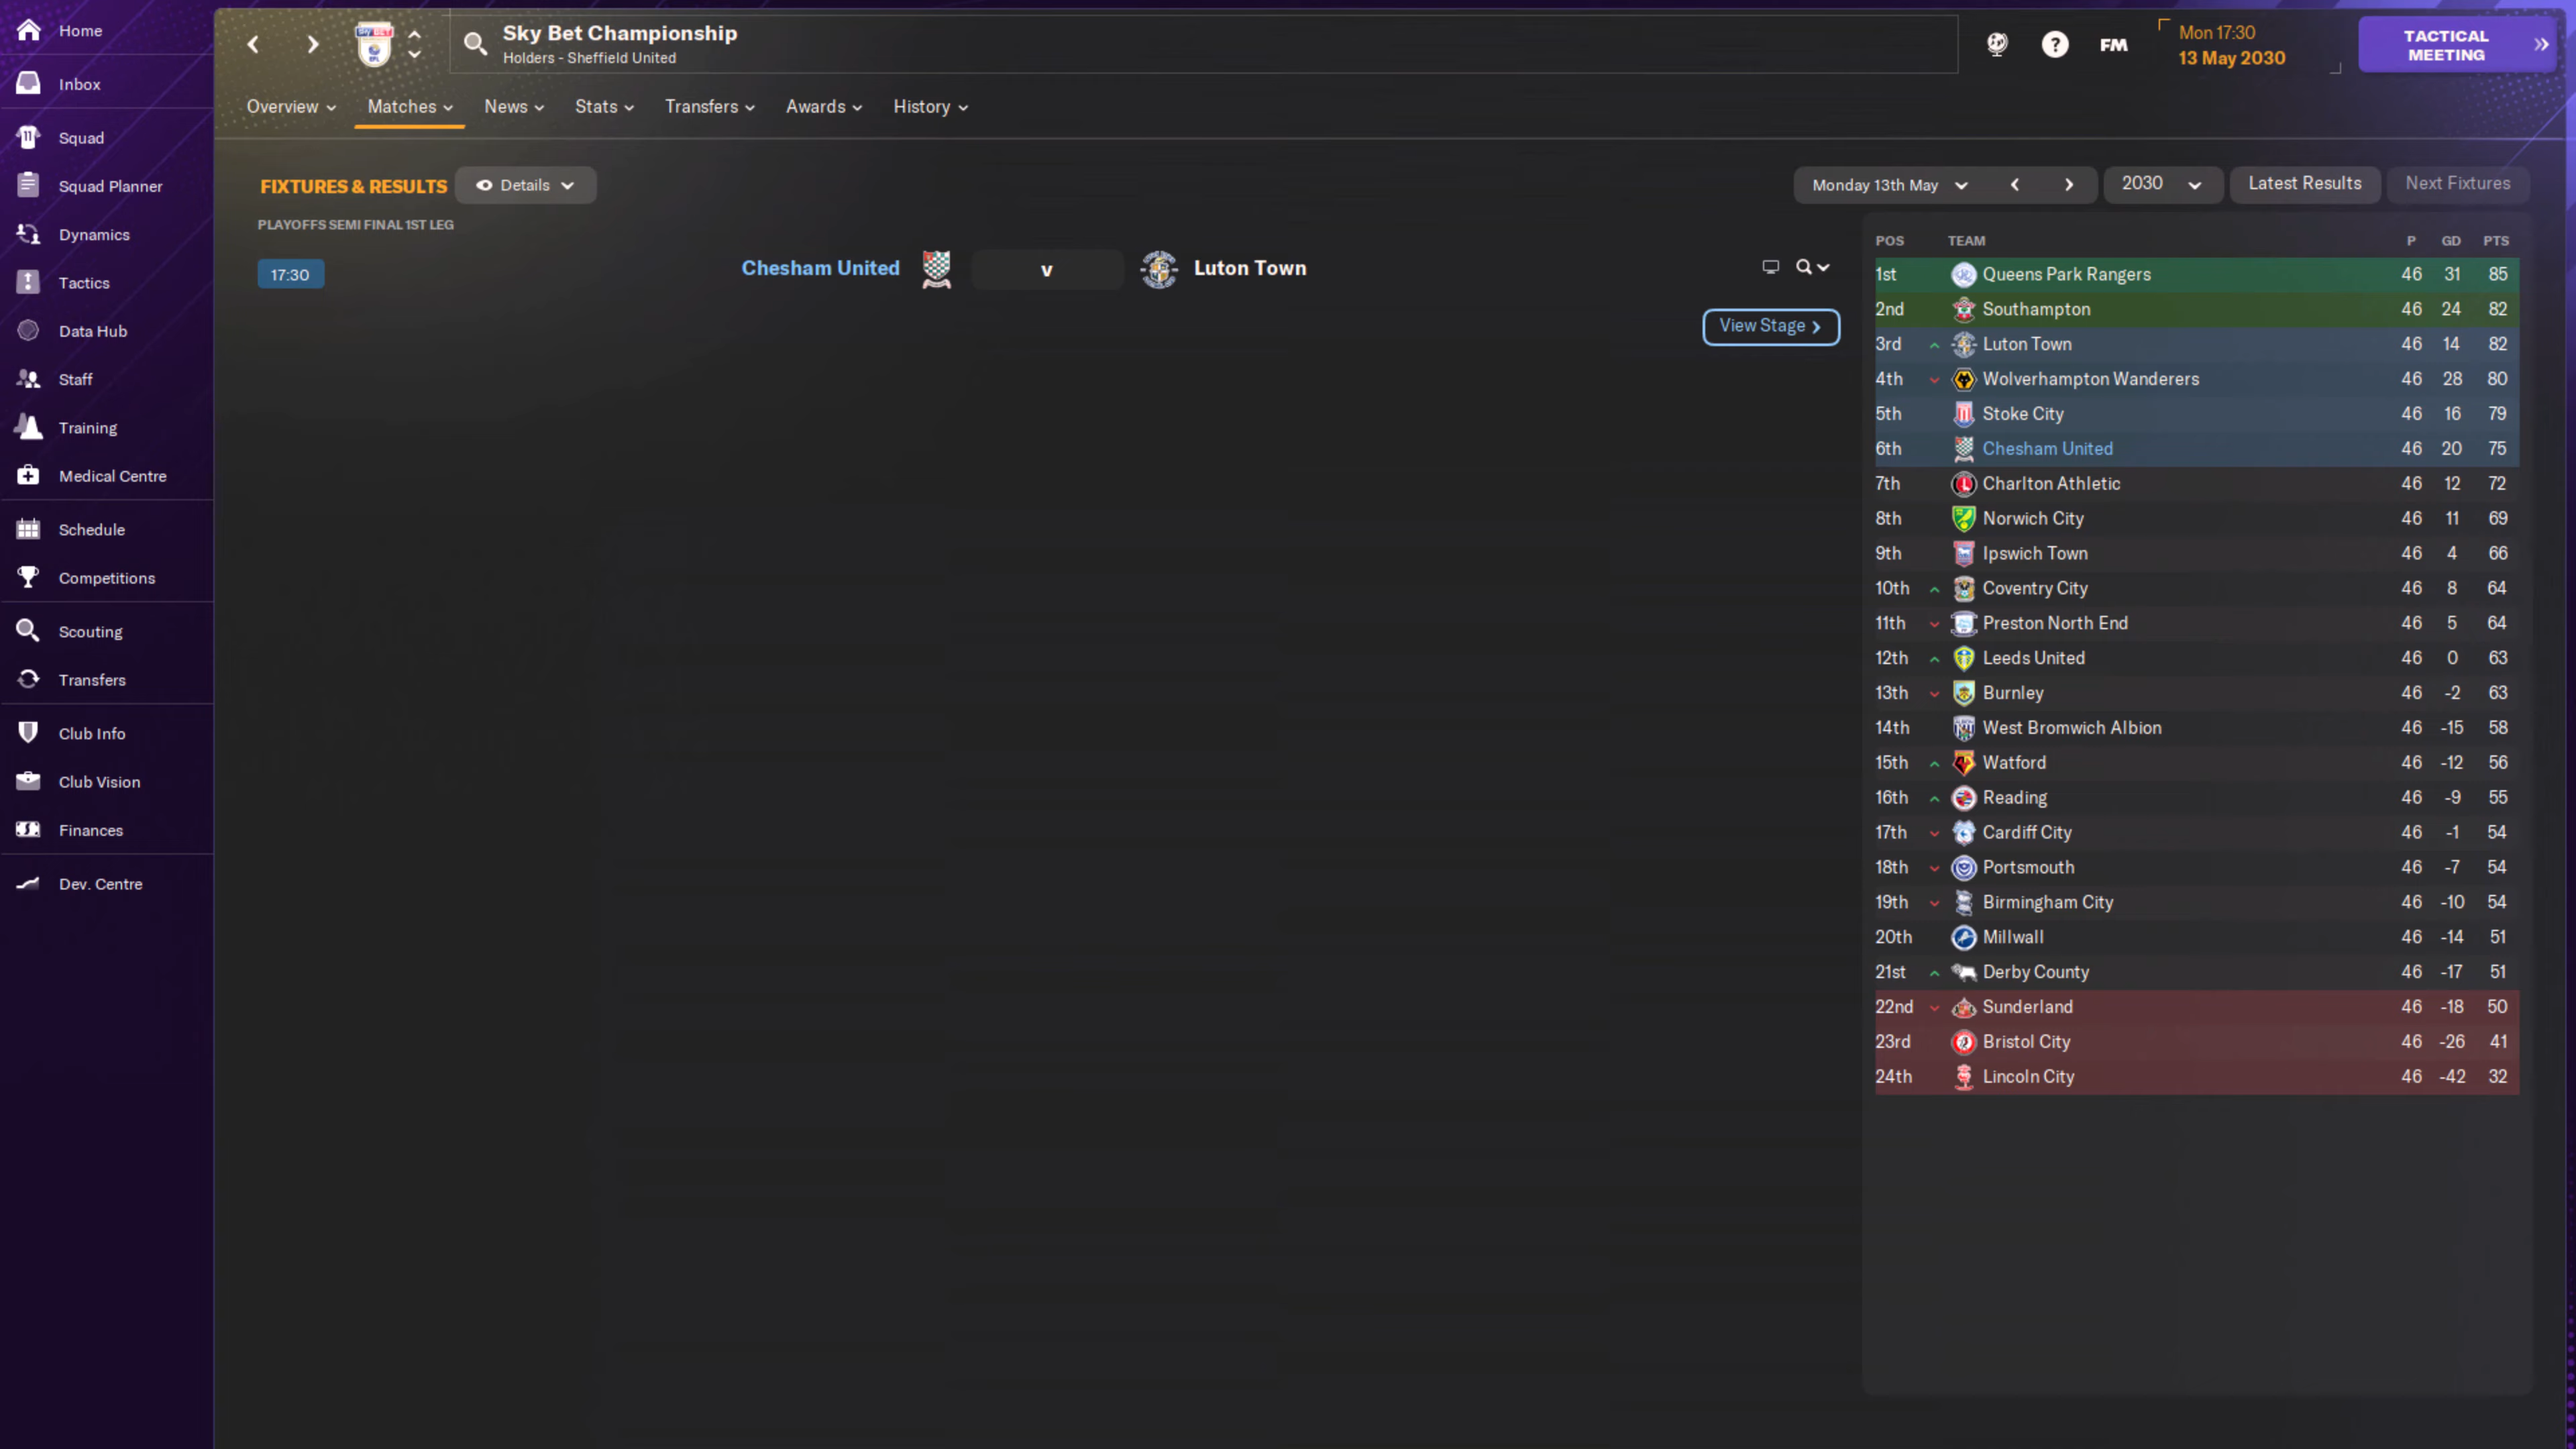 Home
Inbox
Squad
Squad Planner
Dynamics
Tactics
Data Hub
Staff
Training
Medical Centre
Schedule
Competitions
Scouting
Transfers
Club Info
Club Vision
Finances
Dev. Centre
Sky Bet Championship
Holders - Sheffield United
FM
Mon 17:30
13 May 2030
TACTICAL
MEETING
Overview Matches News Stats Transfers Awards History
FIXTURES & RESULTS Details
Monday 13th May 2030 Latest Results Next Fixtures
PLAYOFFS SEMI FINAL 1ST LEG
17:30 Chesham United v Luton Town
View Stage
POS TEAM P GD PTS
1st Queens Park Rangers 46 31 85
2nd Southampton 46 24 82
3rd Luton Town 46 14 82
4th Wolverhampton Wanderers 46 28 80
5th Stoke City 46 16 79
6th Chesham United 46 20 75
7th Charlton Athletic 46 12 72
8th Norwich City 46 11 69
9th Ipswich Town 46 4 66
10th Coventry City 46 8 64
11th Preston North End 46 5 64
12th Leeds United 46 0 63
13th Burnley 46 -2 63
14th West Bromwich Albion 46 -15 58
15th Watford 46 -12 56
16th Reading 46 -9 55
17th Cardiff City 46 -1 54
18th Portsmouth 46 -7 54
19th Birmingham City 46 -10 54
20th Millwall 46 -14 51
21st Derby County 46 -17 51
22nd Sunderland 46 -18 50
23rd Bristol City 46 -26 41
24th Lincoln City 46 -42 32